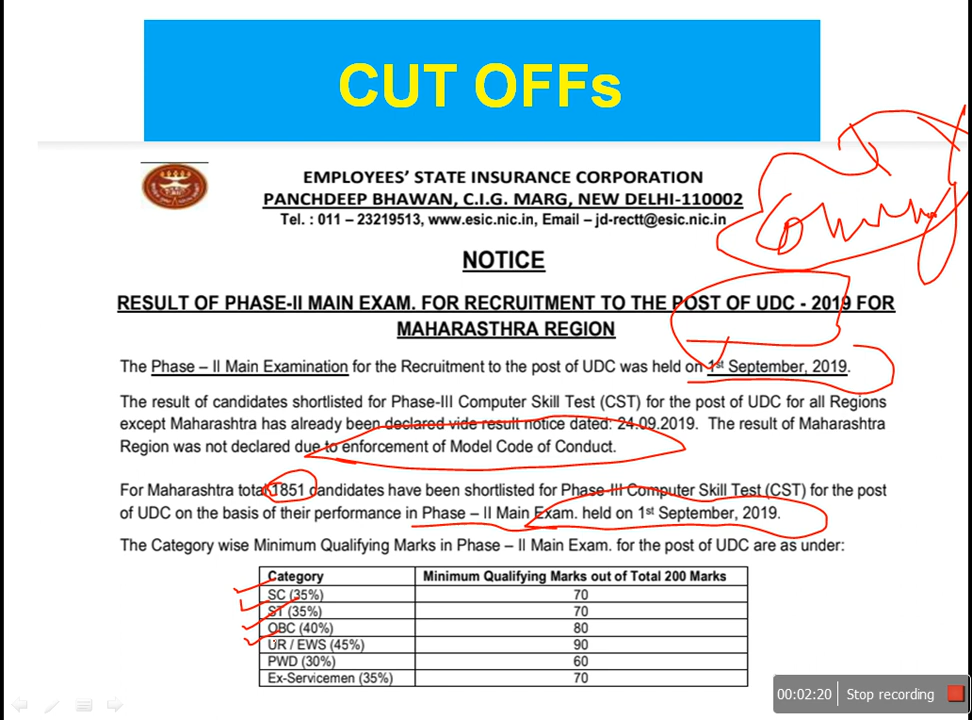 CUT OFFs
EMPLOYEES' STATE INSURANCE CORPORATION
PANCHDEEP BHAWAN, C.I.G. MARG, NEW DELHI-110002
Tel. : 011 – 23219513, www.esic.nic.in, Email – jd-rectt@esic.nic.in
NOTICE
RESULT OF PHASE-II MAIN EXAM. FOR RECRUITMENT TO THE POST OF UDC - 2019 FOR
MAHARASTHRA REGION
The Phase – II Main Examination for the Recruitment to the post of UDC was held on 1st September, 2019.
The result of candidates shortlisted for Phase-III Computer Skill Test (CST) for the post of UDC for all Regions
except Maharashtra has already been declared vide result notice dated: 24.09.2019. The result of Maharashtra
Region was not declared due to enforcement of Model Code of Conduct.
For Maharashtra total 1851 candidates have been shortlisted for Phase-III Computer Skill Test (CST) for the post
of UDC on the basis of their performance in Phase – II Main Exam. held on 1st September, 2019.
The Category wise Minimum Qualifying Marks in Phase – II Main Exam. for the post of UDC are as under:
Category Minimum Qualifying Marks out of Total 200 Marks
SC (35%) 70
ST (35%) 70
OBC (40%) 80
UR / EWS (45%) 90
PWD (30%) 60
Ex-Servicemen (35%) 70
00:02:20 Stop recording